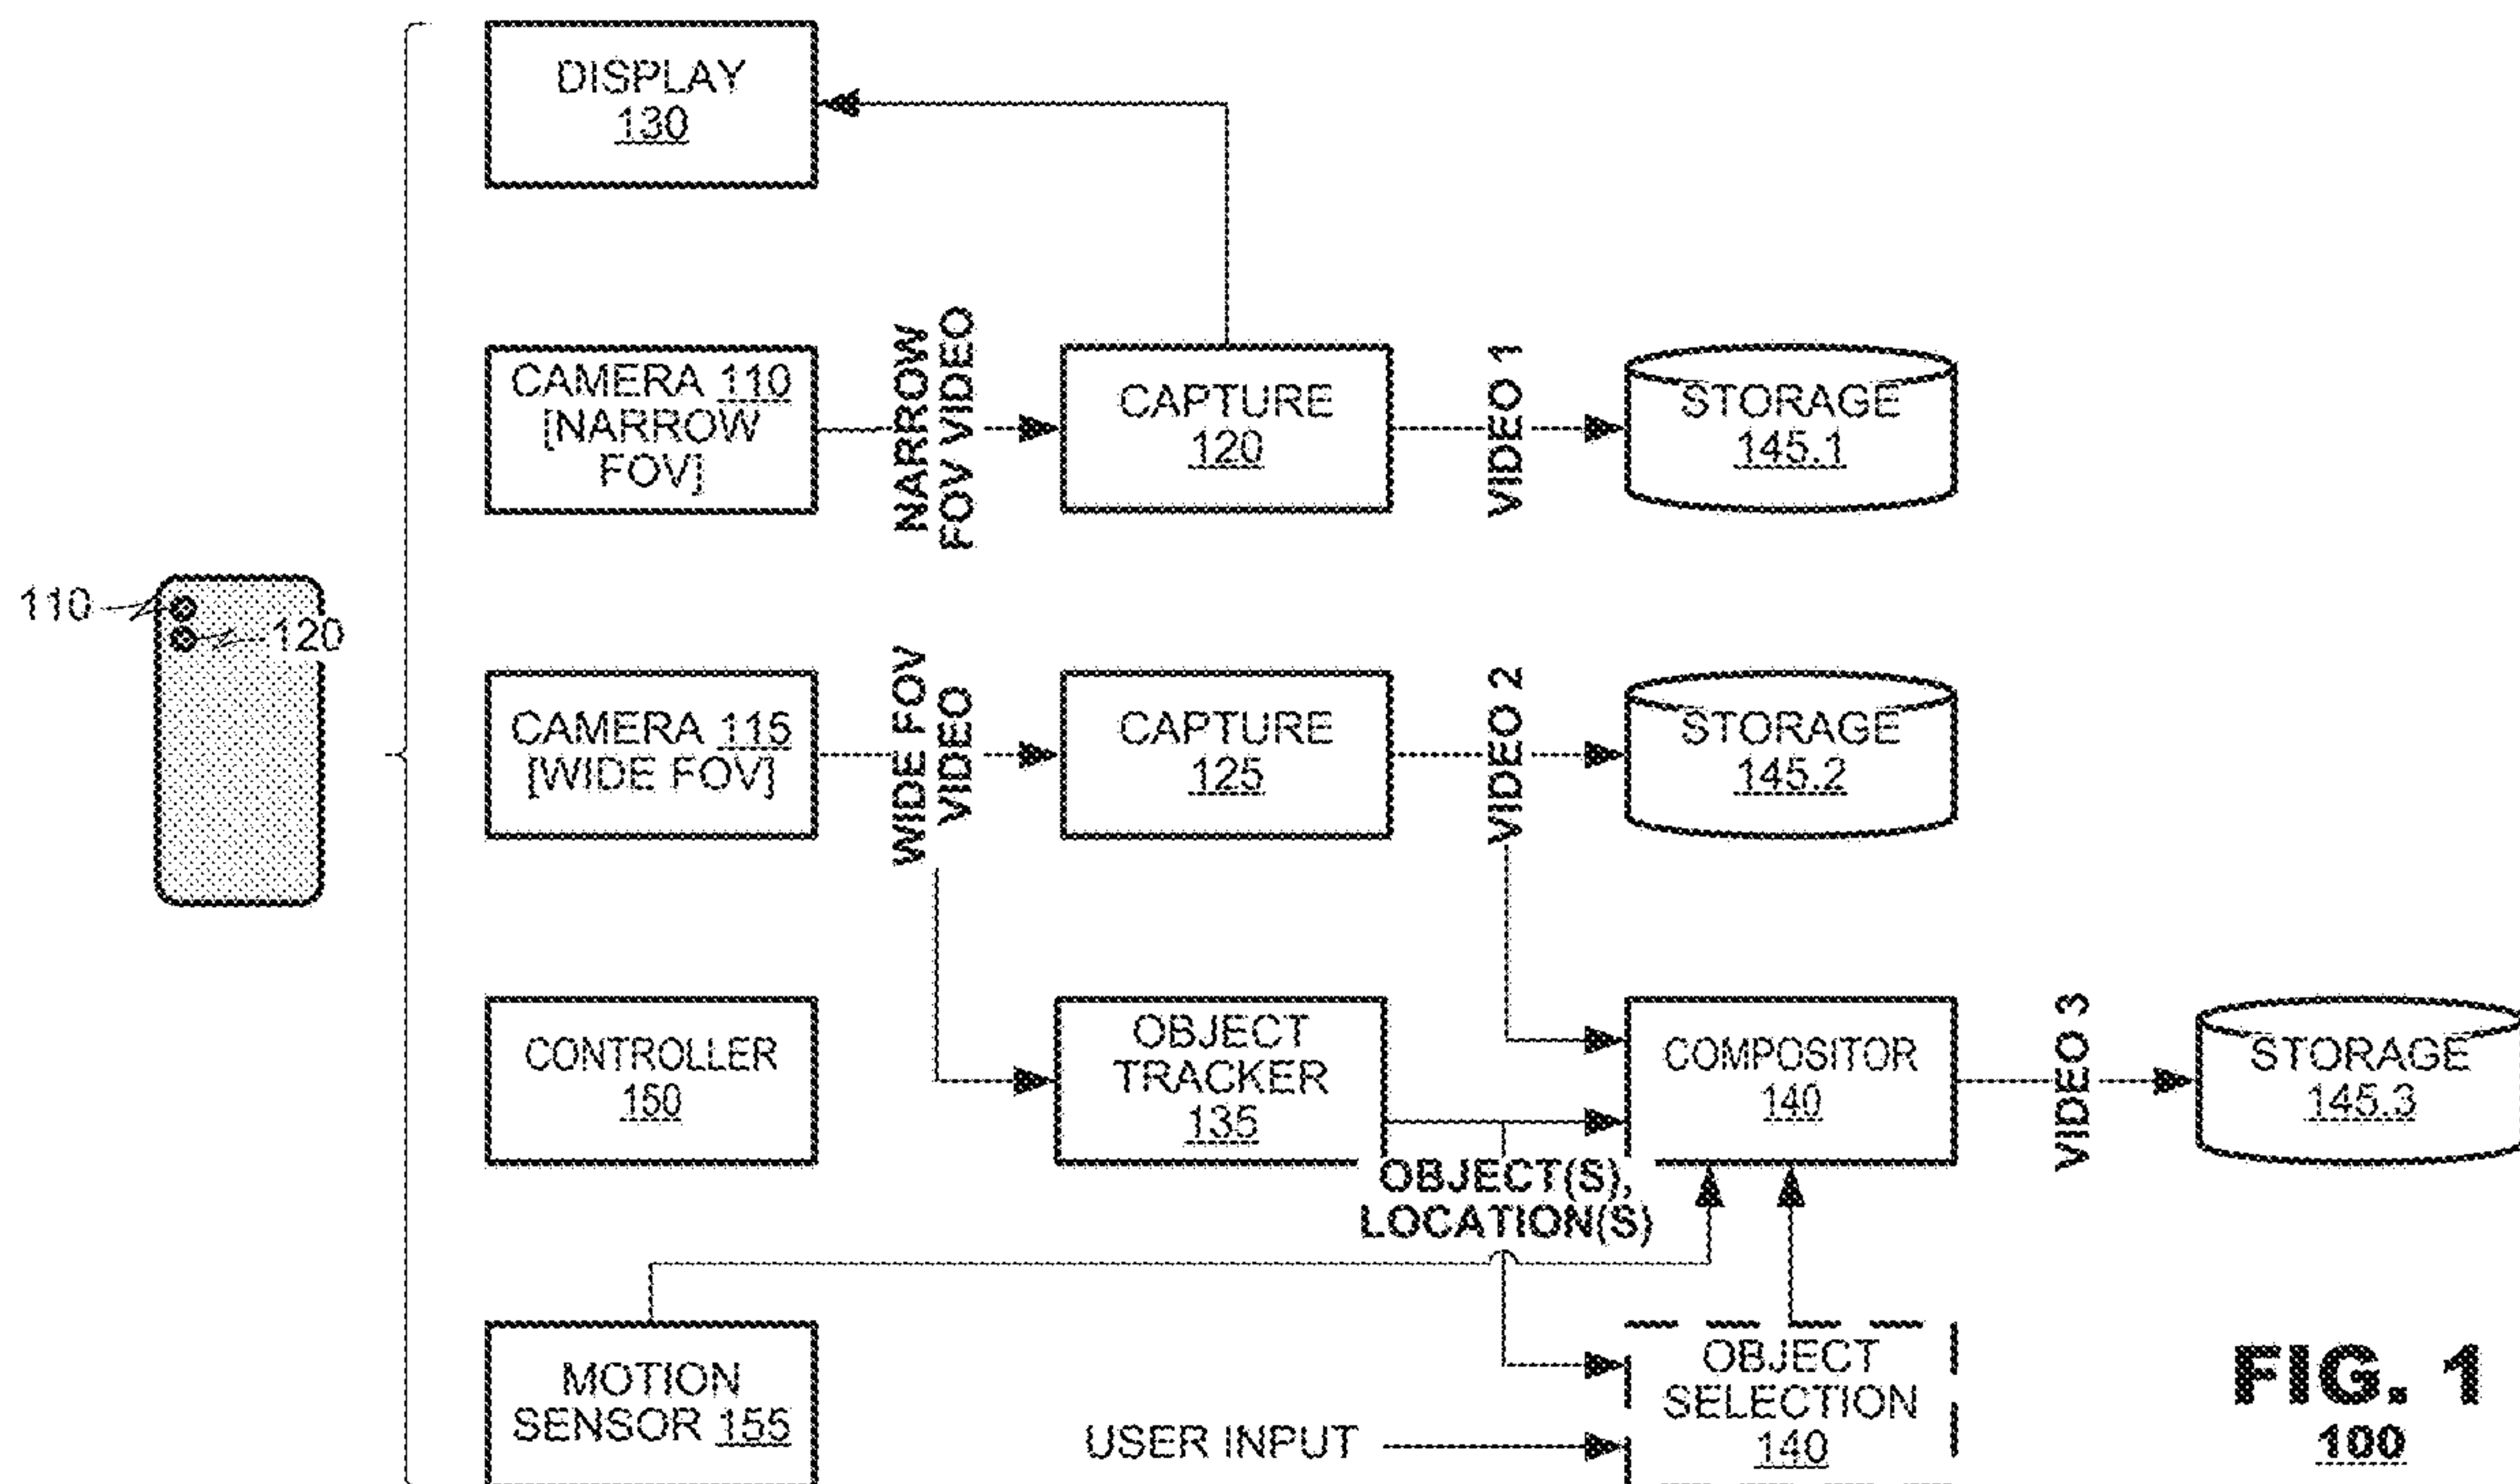 DISPLAY
130
CAMERA 110
[NARROW
FOV]
NARROW
FOV VIDEO
CAPTURE
120
VIDEO 1
STORAGE
145.1
110
120
CAMERA 115
[WIDE FOV]
WIDE FOV
VIDEO
CAPTURE
125
VIDEO 2
STORAGE
145.2
CONTROLLER
150
OBJECT
TRACKER
135
COMPOSITOR
140
VIDEO 3
STORAGE
145.3
OBJECT(S),
LOCATION(S)
MOTION
SENSOR 155
USER INPUT
OBJECT
SELECTION
140
FIG. 1
100